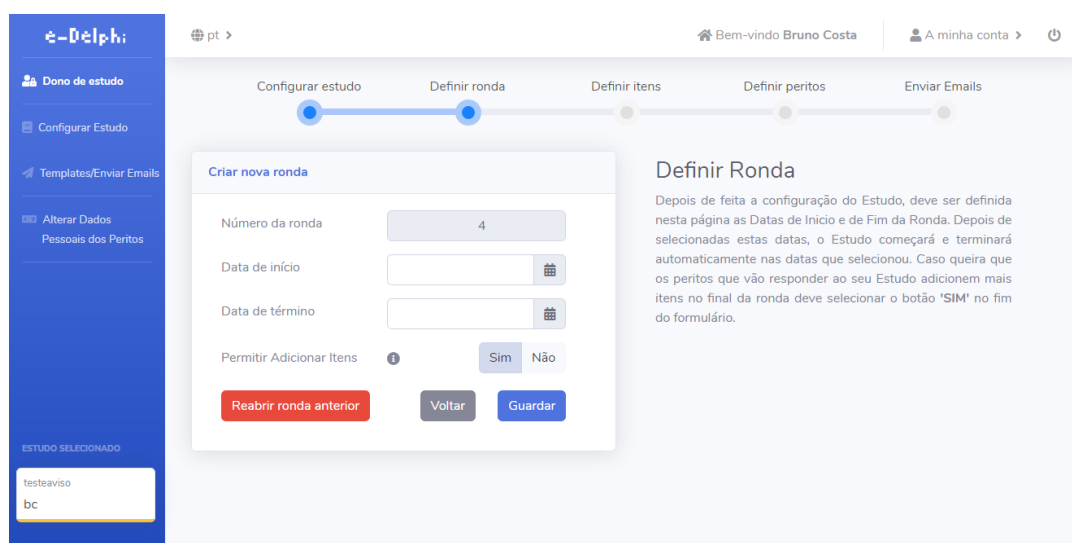 e-Delphi
pt
Bem-vindo Bruno Costa
A minha conta
Dono de estudo
Configurar Estudo
Templates/Enviar Emails
Alterar Dados
Pessoais dos Peritos
ESTUDO SELECIONADO
testeaviso
bc
Configurar estudo
Definir ronda
Definir itens
Definir peritos
Enviar Emails
Criar nova ronda
Número da ronda
4
Data de início
Data de término
Permitir Adicionar Itens
Sim
Não
Reabrir ronda anterior
Voltar
Guardar
Definir Ronda
Depois de feita a configuração do Estudo, deve ser definida
nesta página as Datas de Inicio e de Fim da Ronda. Depois de
selecionadas estas datas, o Estudo começará e terminará
automaticamente nas datas que selecionou. Caso queira que
os peritos que vão responder ao seu Estudo adicionem mais
itens no final da ronda deve selecionar o botão 'SIM' no fim
do formulário.